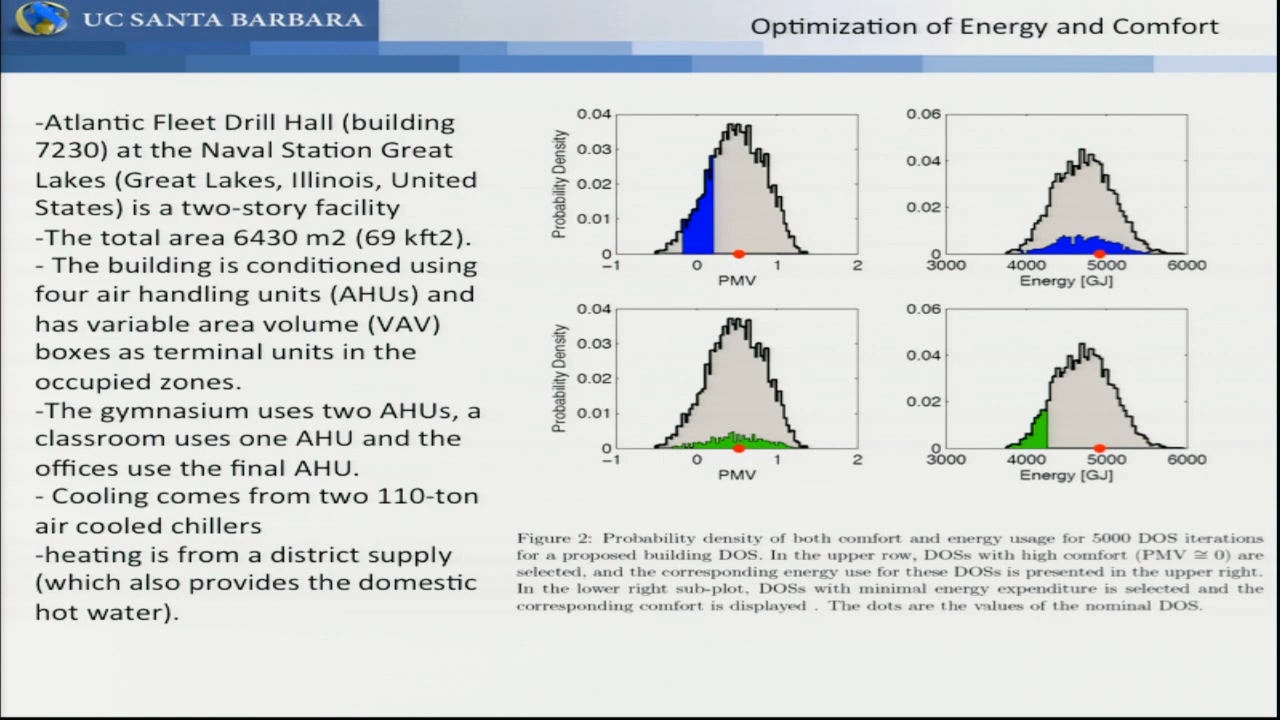 UC SANTA BARBARA
Optimization of Energy and Comfort
-Atlantic Fleet Drill Hall (building
7230) at the Naval Station Great
Lakes (Great Lakes, Illinois, United
States) is a two-story facility
-The total area 6430 m2 (69 kft2).
- The building is conditioned using
four air handling units (AHUs) and
has variable area volume (VAV)
boxes as terminal units in the
occupied zones.
-The gymnasium uses two AHUs, a
classroom uses one AHU and the
offices use the final AHU.
- Cooling comes from two 110-ton
air cooled chillers
-heating is from a district supply
(which also provides the domestic
hot water).
0.04
0.03
0.02
0.01
0
Probability Density
−1 0 1 2
PMV
0.06
0.04
0.02
0
3000 4000 5000 6000
Energy [GJ]
0.04
0.03
0.02
0.01
0
Probability Density
−1 0 1 2
PMV
0.06
0.04
0.02
0
3000 4000 5000 6000
Energy [GJ]
Figure 2: Probability density of both comfort and energy usage for 5000 DOS iterations
for a proposed building DOS. In the upper row, DOSs with high comfort (PMV ≅ 0) are
selected, and the corresponding energy use for these DOSs is presented in the upper right.
In the lower right sub-plot, DOSs with minimal energy expenditure is selected and the
corresponding comfort is displayed . The dots are the values of the nominal DOS.